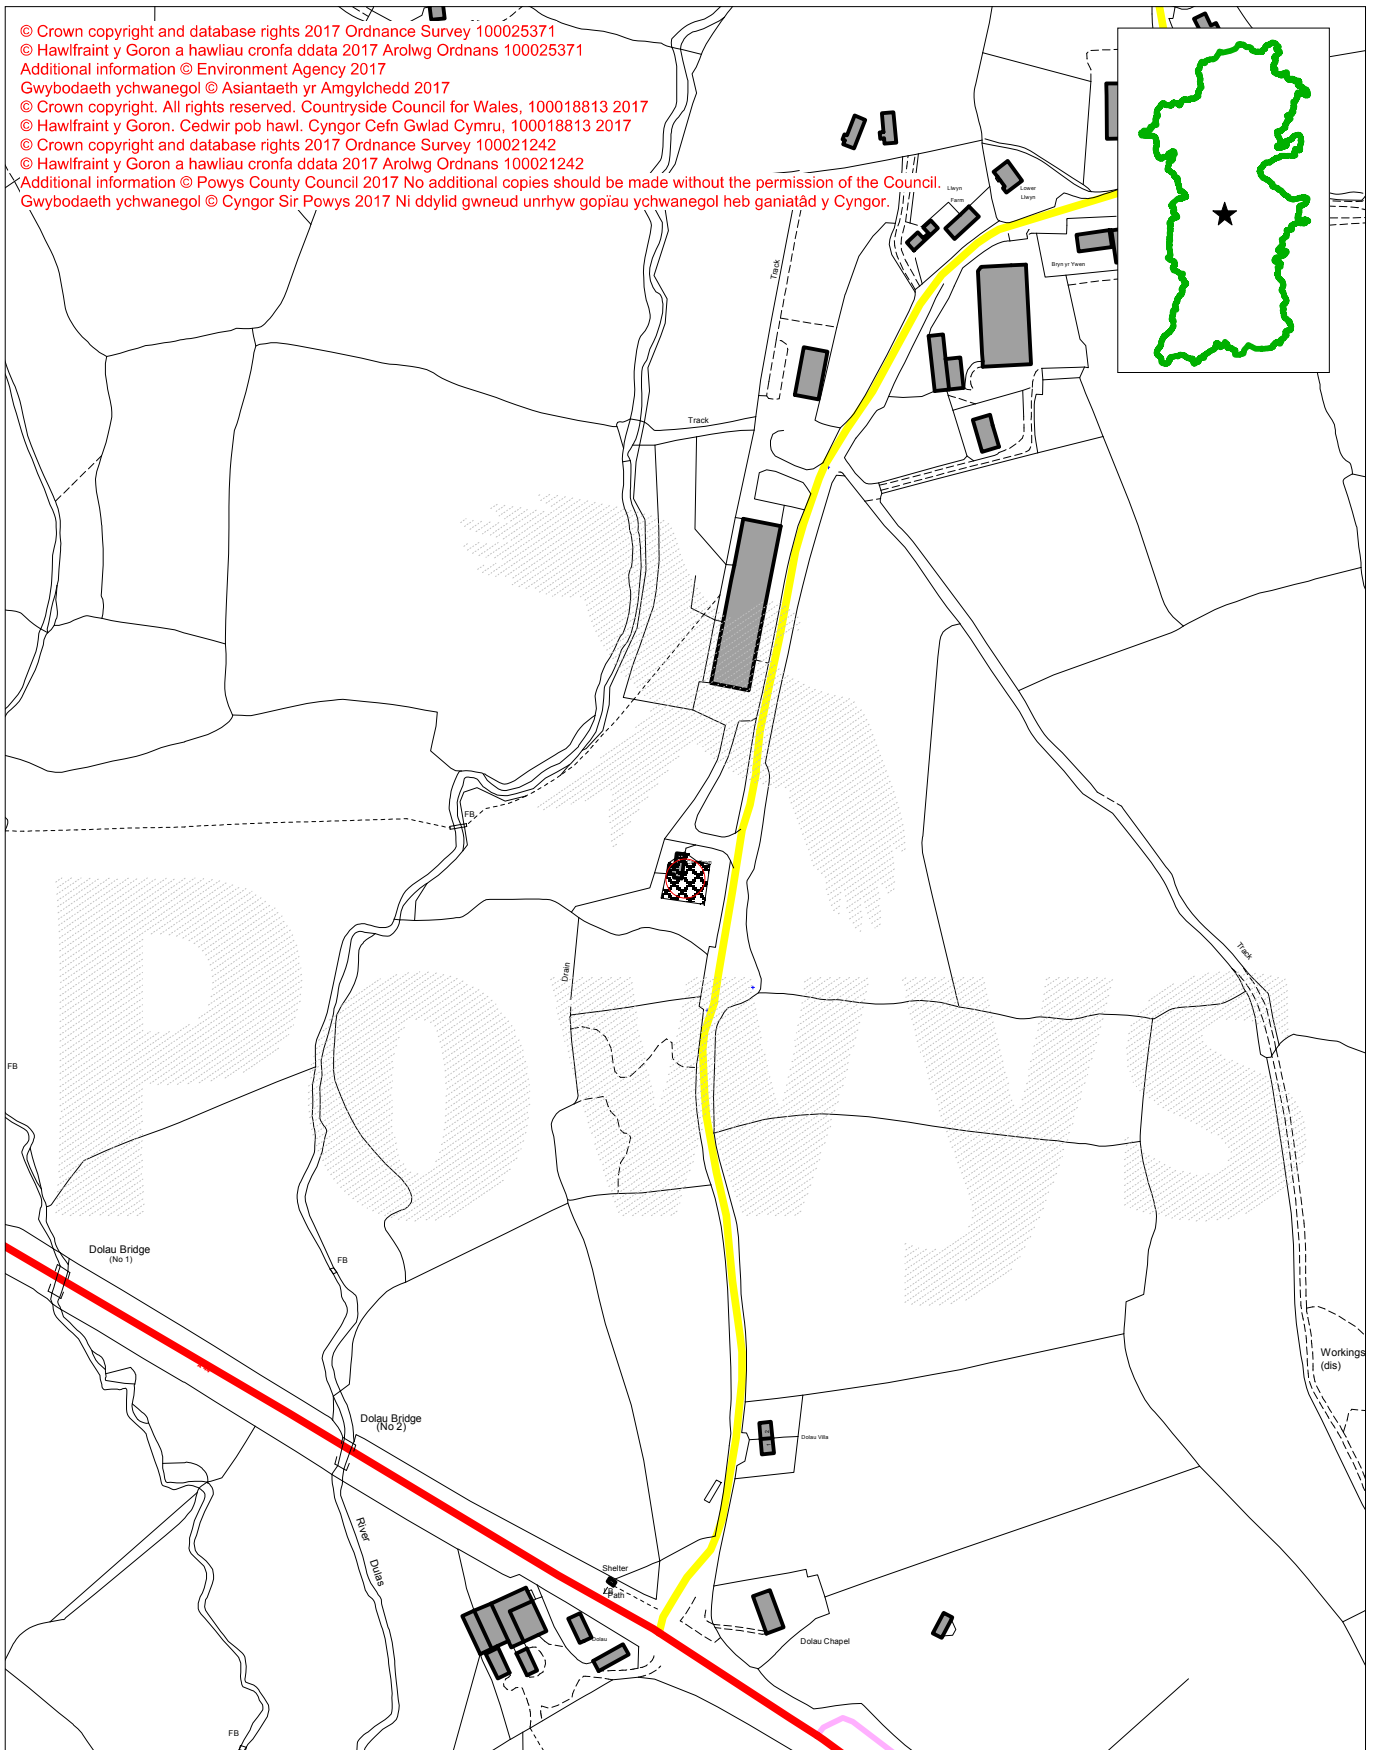 © Crown copyright and database rights 2017 Ordnance Survey 100025371
© Hawlfraint y Goron a hawliau cronfa ddata 2017 Arolwg Ordnans 100025371
Additional information © Environment Agency 2017
Gwybodaeth ychwanegol © Asiantaeth yr Amgylchedd 2017
© Crown copyright. All rights reserved. Countryside Council for Wales, 100018813 2017
© Hawlfraint y Goron. Cedwir pob hawl. Cyngor Cefn Gwlad Cymru, 100018813 2017
© Crown copyright and database rights 2017 Ordnance Survey 100021242
© Hawlfraint y Goron a hawliau cronfa ddata 2017 Arolwg Ordnans 100021242
Additional information © Powys County Council 2017 No additional copies should be made without the permission of the Council.
Gwybodaeth ychwanegol © Cyngor Sir Powys 2017 Ni ddylid gwneud unrhyw gopïau ychwanegol heb ganiatâd y Cyngor.
Llwyn
Farm
Lower
Llwyn
Bryn yr Ywen
Track
Track
FB
Track
Drain
Powys
FB
Dolau Bridge
(No 1)
FB
Workings
(dis)
Dolau Bridge
(No 2)
2
1
Dolau Villa
River Dulas
Shelter
LB
Path
Dolau
Dolau Chapel
FB